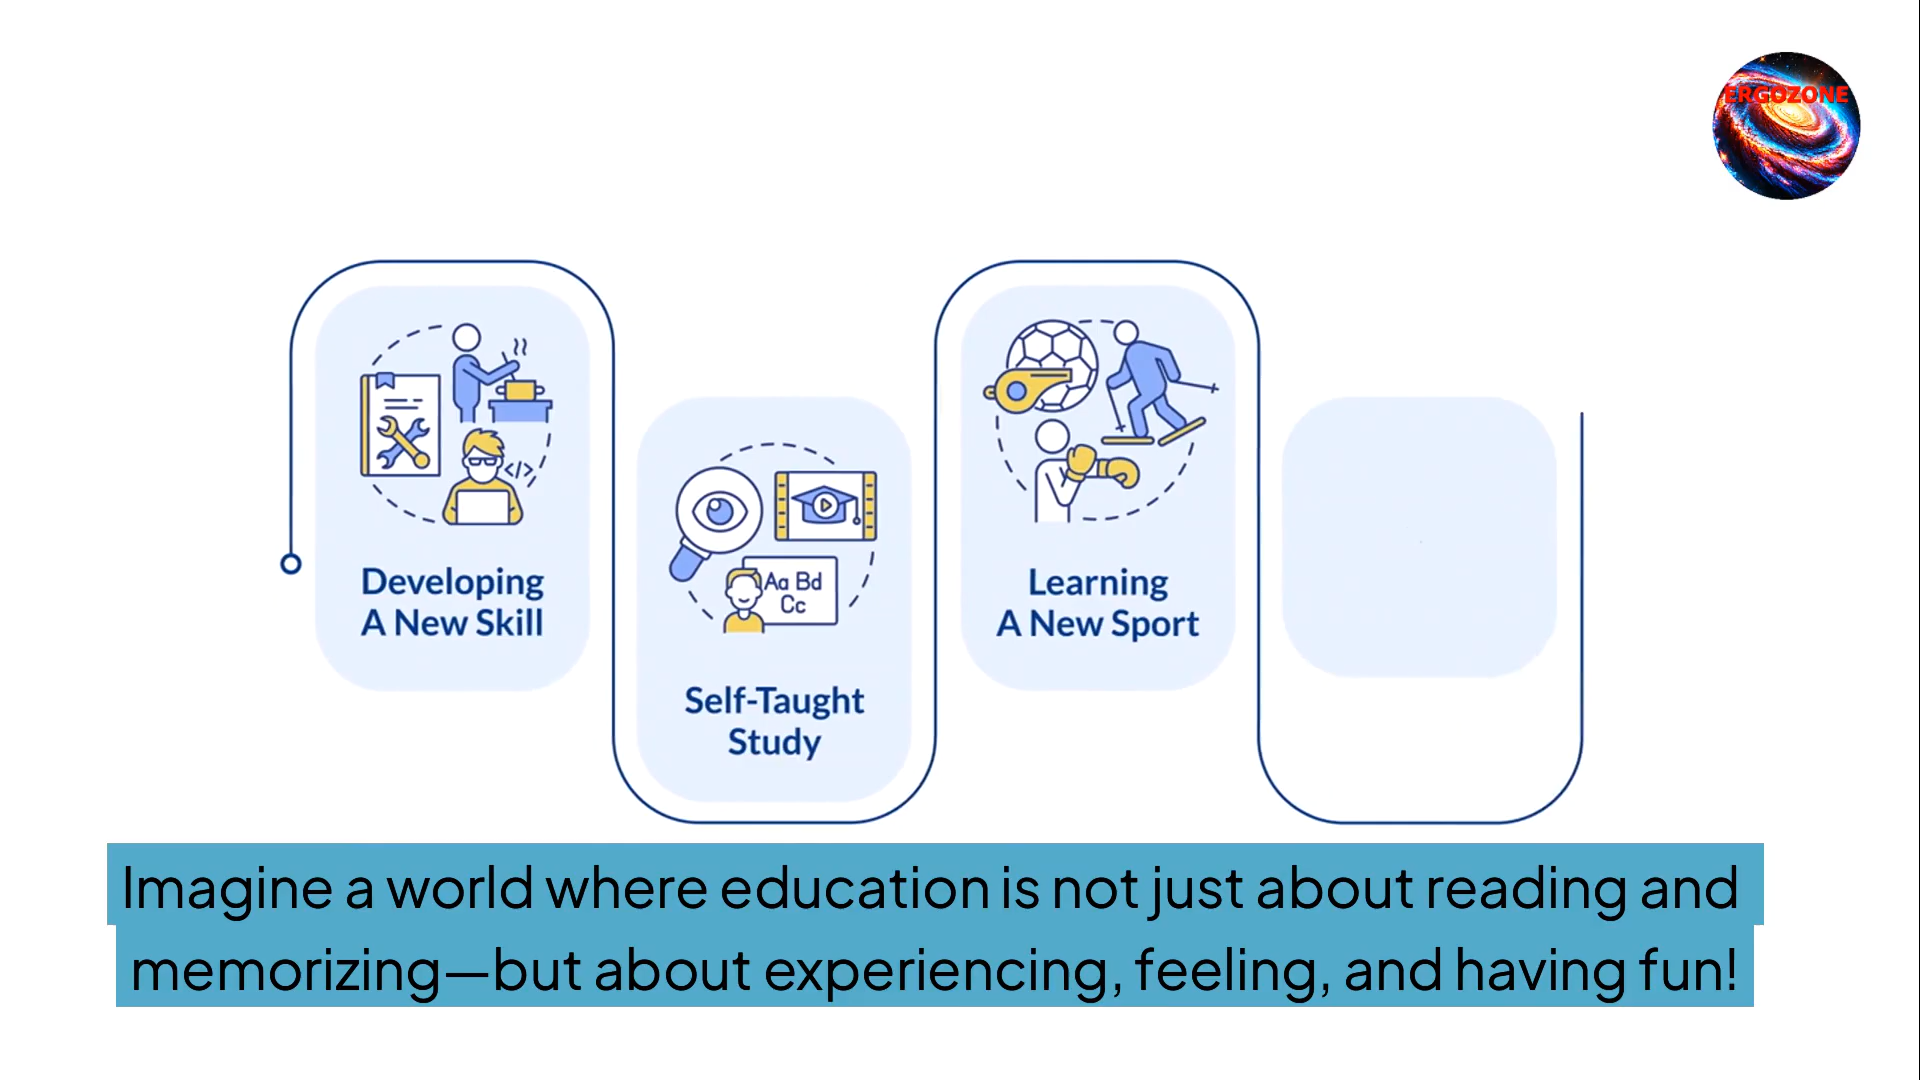 ERGOZONE
</>
Aa Bd
Cc
Developing
A New Skill
Self-Taught
Study
Learning
A New Sport
Imagine a world where education is not just about reading and
memorizing—but about experiencing, feeling, and having fun!